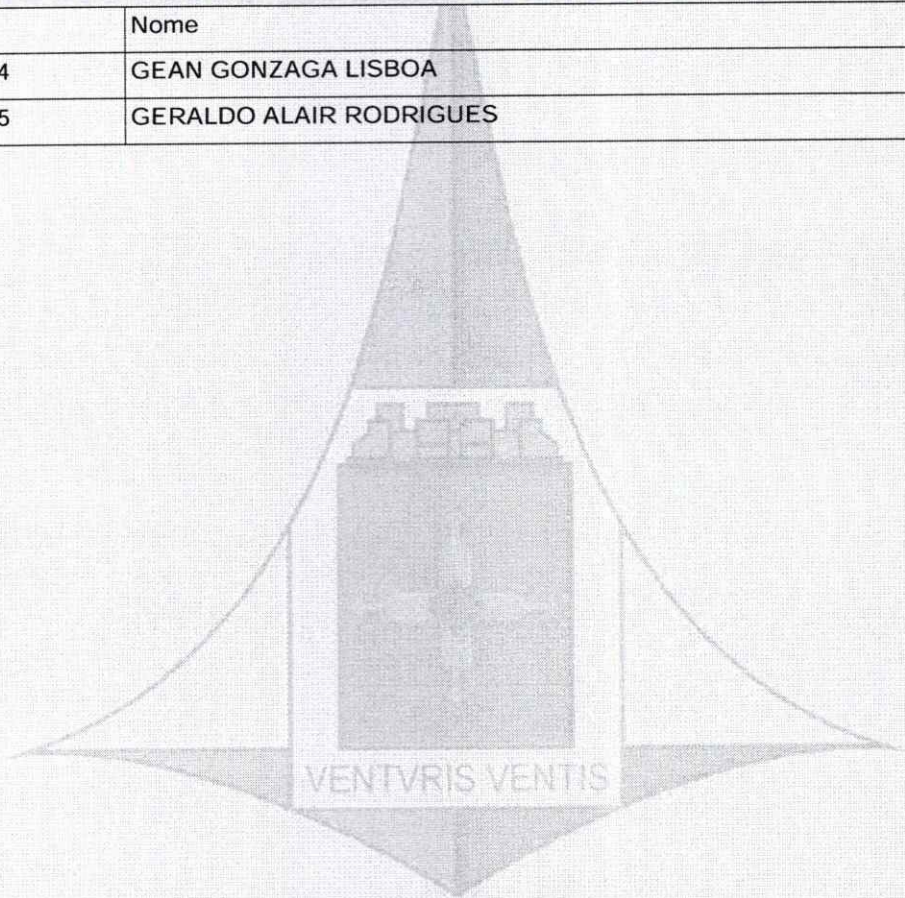 Nome
4 GEAN GONZAGA LISBOA
5 GERALDO ALAIR RODRIGUES
VENTVRIS VENTIS